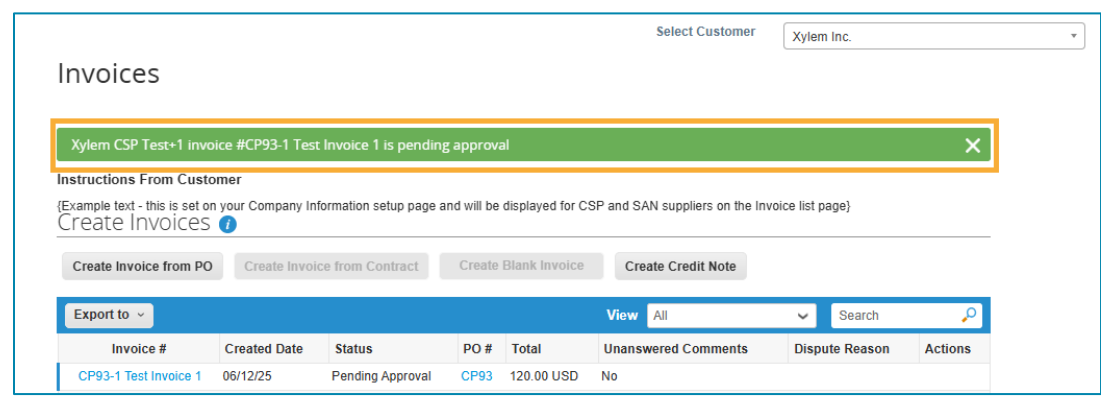 Select Customer Xylem Inc.
Invoices
Xylem CSP Test+1 invoice #CP93-1 Test Invoice 1 is pending approval
Instructions From Customer
{Example text - this is set on your Company Information setup page and will be displayed for CSP and SAN suppliers on the Invoice list page}
Create Invoices
Create Invoice from PO Create Invoice from Contract Create Blank Invoice Create Credit Note
Export to View All Search
Invoice # Created Date Status PO # Total Unanswered Comments Dispute Reason Actions
CP93-1 Test Invoice 1 06/12/25 Pending Approval CP93 120.00 USD No